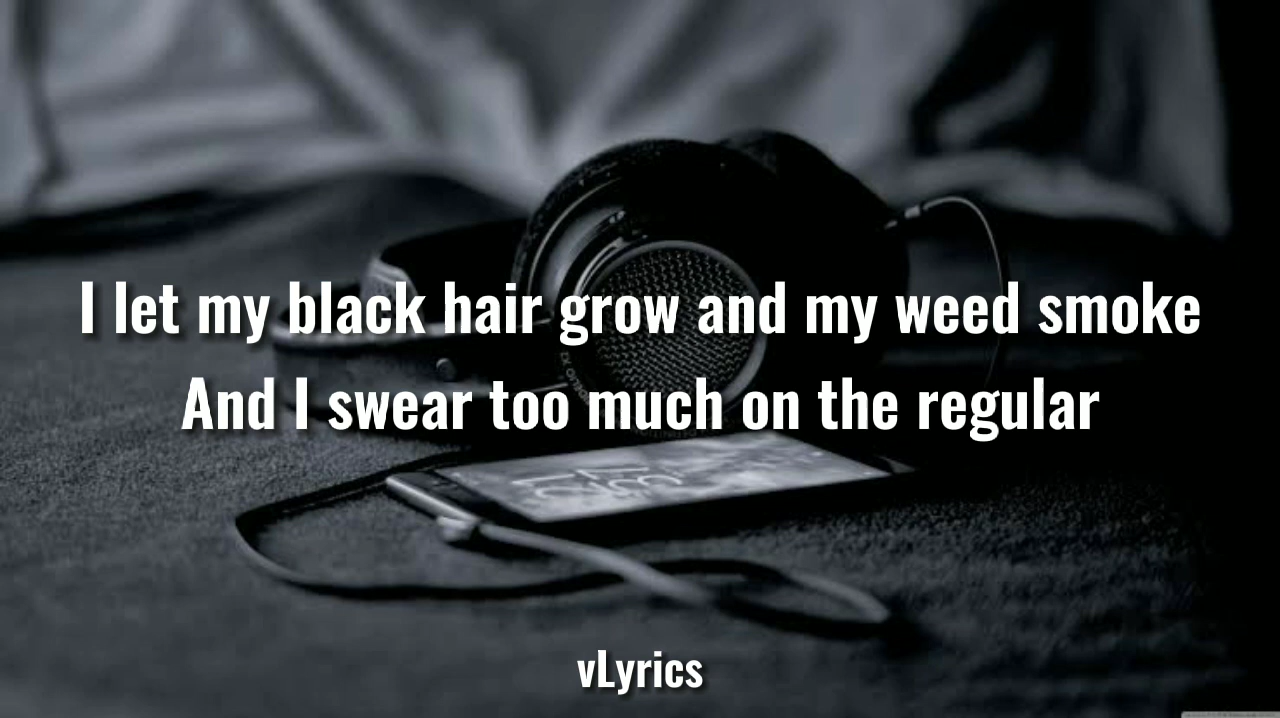 I let my black hair grow and my weed smoke
And I swear too much on the regular
vLyrics